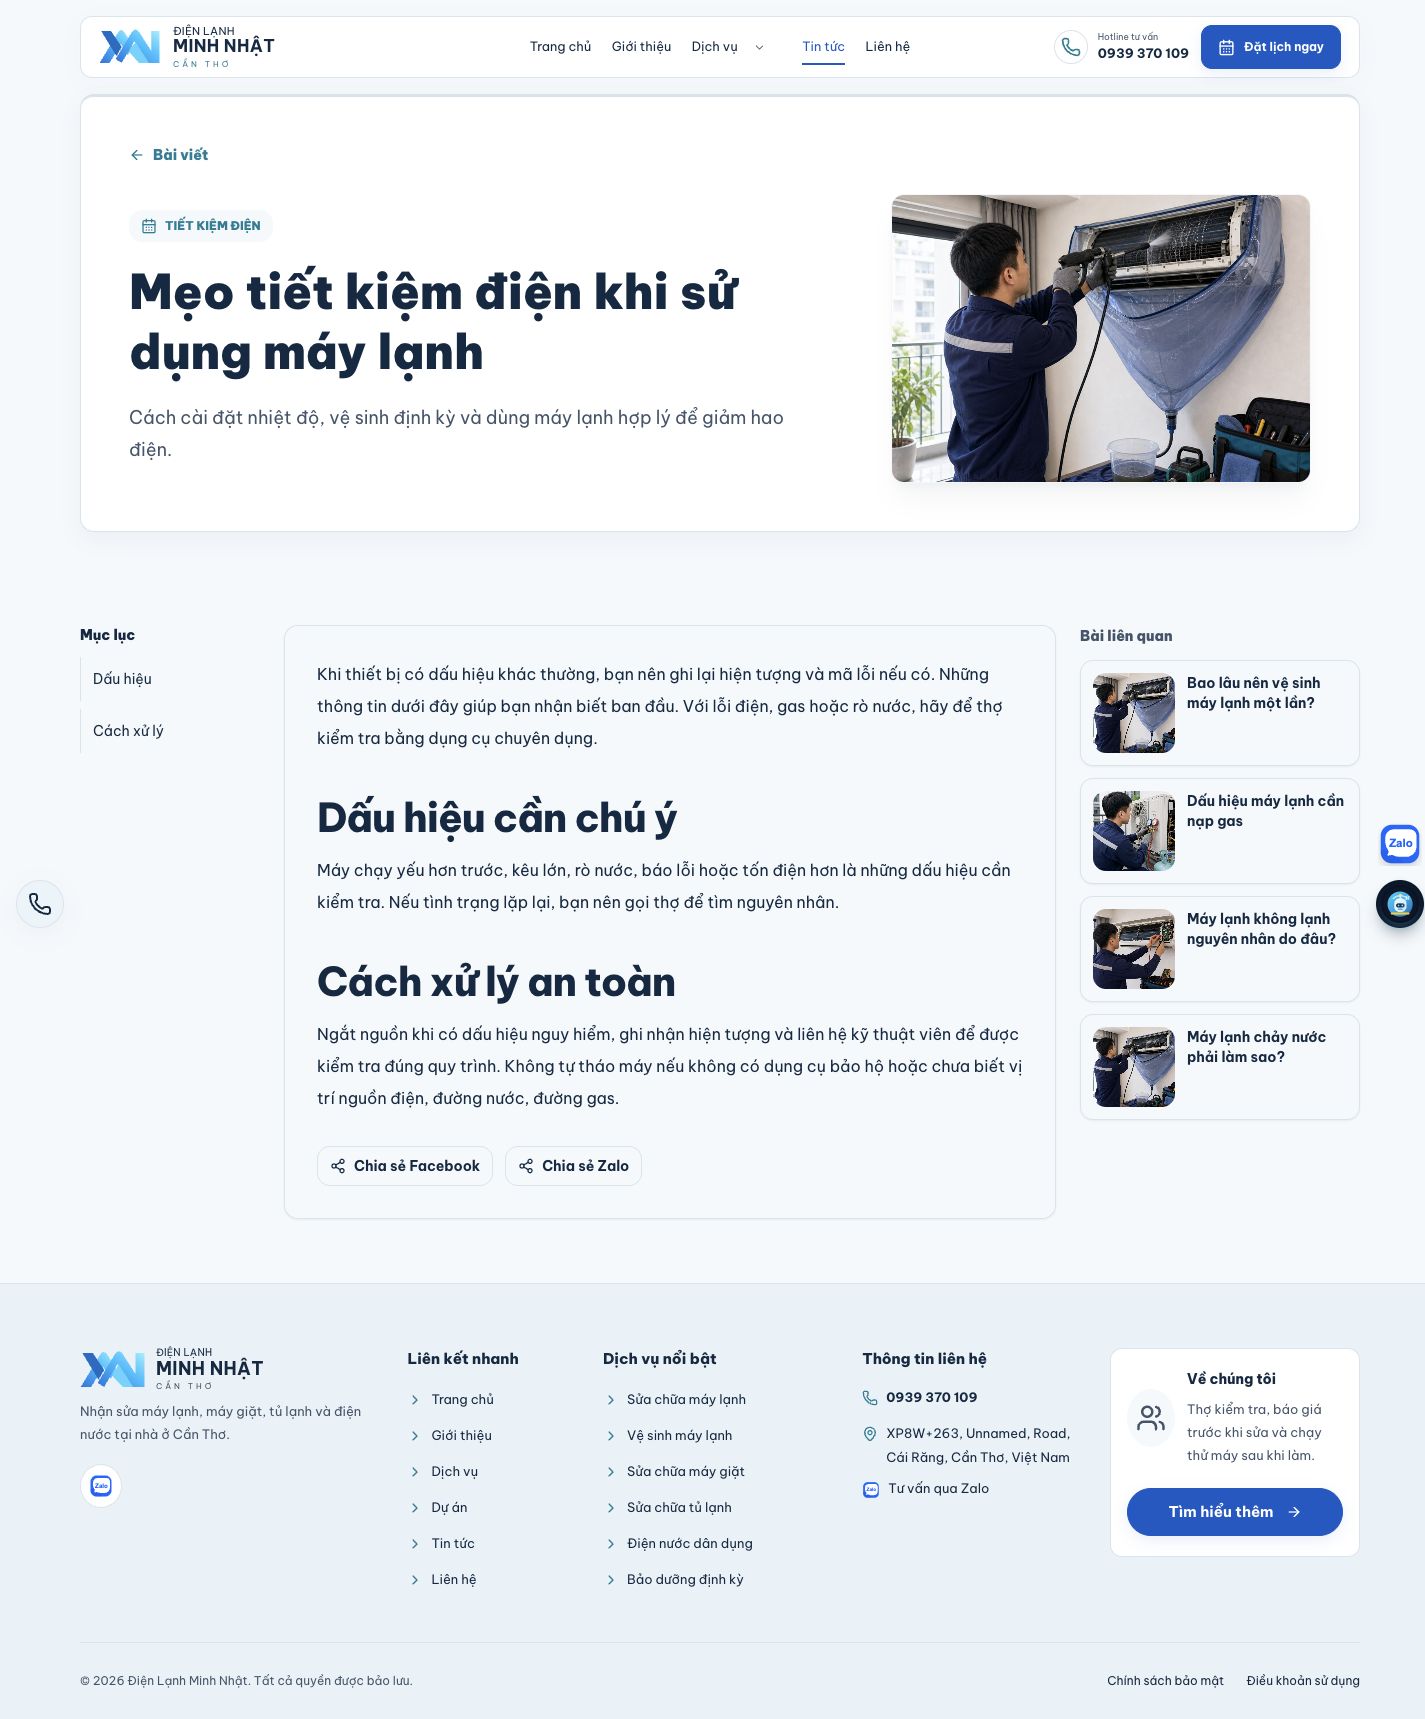 ĐIỆN LẠNH
MINH NHẬT
CẦN THƠ
Trang chủ
Giới thiệu
Dịch vụ
Tin tức
Liên hệ
Hotline tư vấn
0939 370 109
Đặt lịch ngay
Bài viết
TIẾT KIỆM ĐIỆN
Mẹo tiết kiệm điện khi sử
dụng máy lạnh
Cách cài đặt nhiệt độ, vệ sinh định kỳ và dùng máy lạnh hợp lý để giảm hao
điện.
Mục lục
Dấu hiệu
Cách xử lý
Khi thiết bị có dấu hiệu khác thường, bạn nên ghi lại hiện tượng và mã lỗi nếu có. Những
thông tin dưới đây giúp bạn nhận biết ban đầu. Với lỗi điện, gas hoặc rò nước, hãy để thợ
kiểm tra bằng dụng cụ chuyên dụng.
Dấu hiệu cần chú ý
Máy chạy yếu hơn trước, kêu lớn, rò nước, báo lỗi hoặc tốn điện hơn là những dấu hiệu cần
kiểm tra. Nếu tình trạng lặp lại, bạn nên gọi thợ để tìm nguyên nhân.
Cách xử lý an toàn
Ngắt nguồn khi có dấu hiệu nguy hiểm, ghi nhận hiện tượng và liên hệ kỹ thuật viên để được
kiểm tra đúng quy trình. Không tự tháo máy nếu không có dụng cụ bảo hộ hoặc chưa biết vị
trí nguồn điện, đường nước, đường gas.
Chia sẻ Facebook
Chia sẻ Zalo
Bài liên quan
Bao lâu nên vệ sinh
máy lạnh một lần?
Dấu hiệu máy lạnh cần
nạp gas
Máy lạnh không lạnh
nguyên nhân do đâu?
Máy lạnh chảy nước
phải làm sao?
Zalo
ĐIỆN LẠNH
MINH NHẬT
CẦN THƠ
Nhận sửa máy lạnh, máy giặt, tủ lạnh và điện
nước tại nhà ở Cần Thơ.
Zalo
Liên kết nhanh
Trang chủ
Giới thiệu
Dịch vụ
Dự án
Tin tức
Liên hệ
Dịch vụ nổi bật
Sửa chữa máy lạnh
Vệ sinh máy lạnh
Sửa chữa máy giặt
Sửa chữa tủ lạnh
Điện nước dân dụng
Bảo dưỡng định kỳ
Thông tin liên hệ
0939 370 109
XP8W+263, Unnamed, Road,
Cái Răng, Cần Thơ, Việt Nam
Zalo
Tư vấn qua Zalo
Về chúng tôi
Thợ kiểm tra, báo giá
trước khi sửa và chạy
thử máy sau khi làm.
Tìm hiểu thêm
© 2026 Điện Lạnh Minh Nhật. Tất cả quyền được bảo lưu.
Chính sách bảo mật
Điều khoản sử dụng